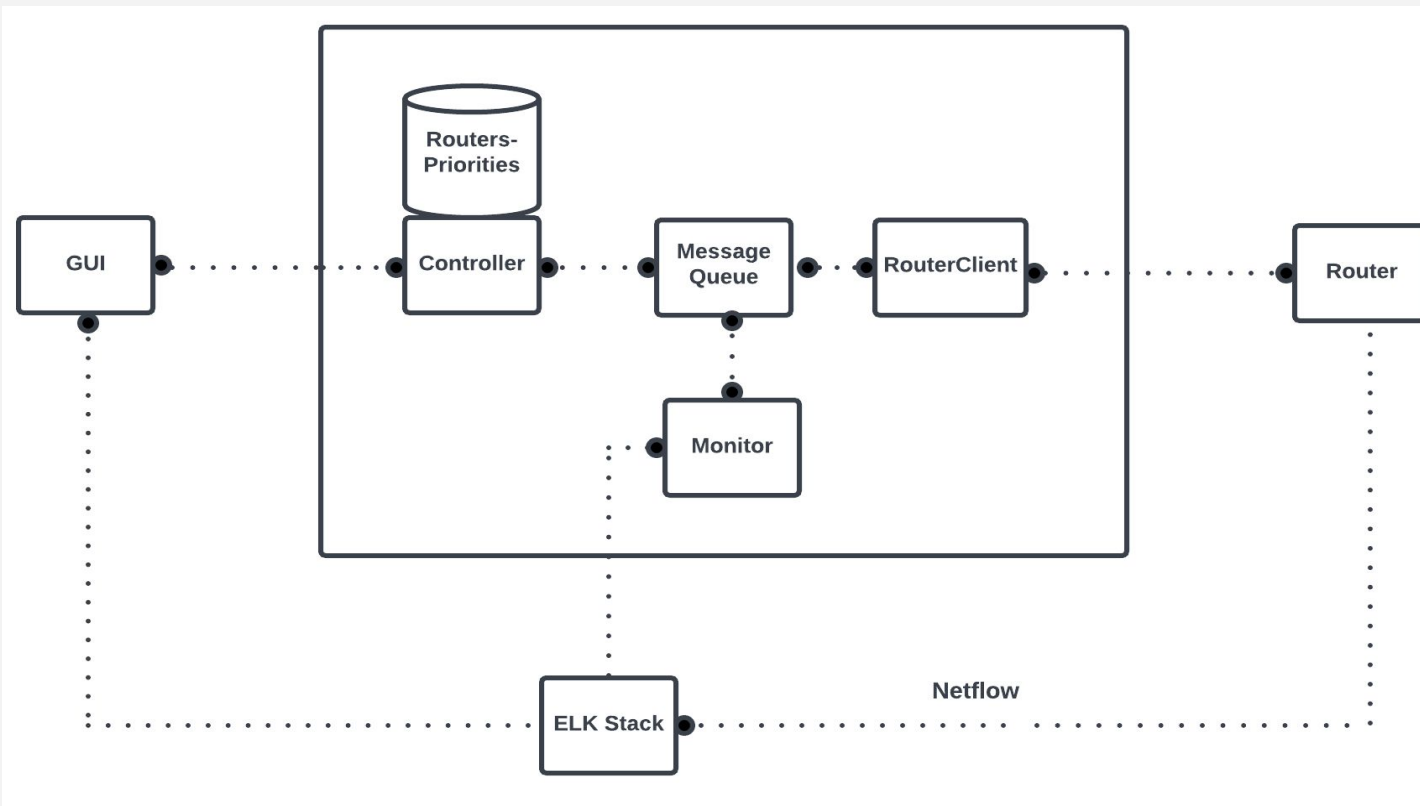 Routers-
Priorities
GUI
Controller
Message
Queue
RouterClient
Router
Monitor
Netflow
ELK Stack